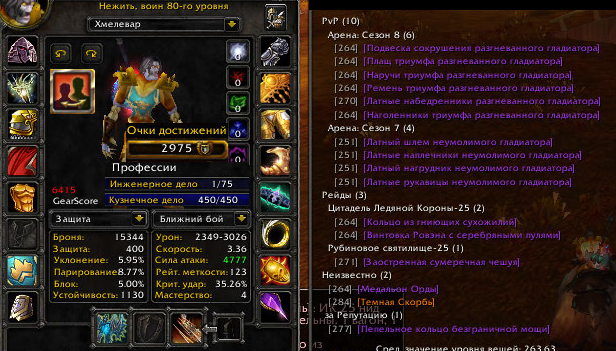 Нежить, воин 80-го уровня
Хмелевар
0
0
0
0
Очки достижений
2975
Профессии
Инженерное дело 1/75
Кузнечное дело 450/450
6415
GearScore
Защита
Ближний бой
Броня: 15344
Защита: 400
Уклонение: 5.95%
Парирование: 8.77%
Блок: 5.00%
Устойчивость: 1130
Урон: 2349-3026
Скорость: 3.36
Сила атаки: 4777
Рейт. меткости: 123
Крит. удар: 35.26%
Мастерство: 4
PvP (10)
Арена: Сезон 8 (6)
[264] [Подвеска сокрушения разгневанного гладиатора]
[264] [Плащ триумфа разгневанного гладиатора]
[264] [Наручи триумфа разгневанного гладиатора]
[264] [Ремень триумфа разгневанного гладиатора]
[270] [Латные набедренники разгневанного гладиатора]
[264] [Наголенники триумфа разгневанного гладиатора]
Арена: Сезон 7 (4)
[251] [Латный шлем неумолимого гладиатора]
[251] [Латные наплечники неумолимого гладиатора]
[251] [Латный нагрудник неумолимого гладиатора]
[251] [Латные рукавицы неумолимого гладиатора]
Рейды (3)
Цитадель Ледяной Короны-25 (2)
[264] [Кольцо из гниющих сухожилий]
[264] [Винтовка Ровэна с серебряными пулями]
Рубиновое святилище-25 (1)
[271] [Заостренная сумеречная чешуя]
Неизвестно (2)
[264] [Медальон Орды]
[284] [Темная Скорбь]
за Репутацию (1)
[277] [Пепельное кольцо безграничной мощи]
Сред. значение уровня вещей: 263.63